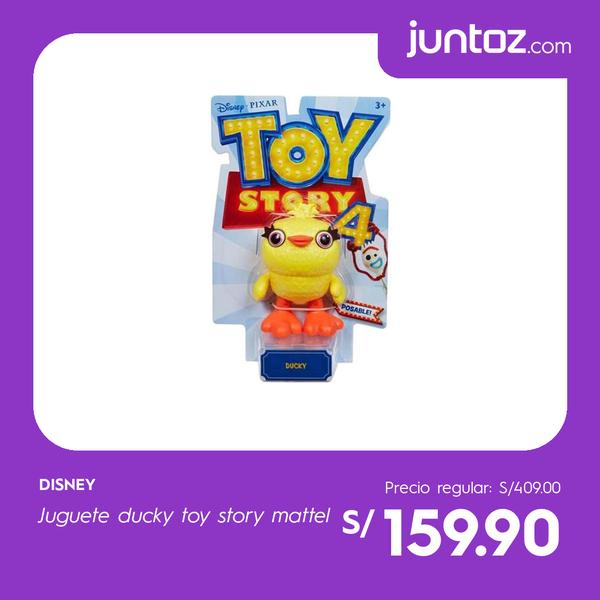 juntoz.com
Disney · PIXAR
3+
TOY
STORY
4
POSABLE!
DUCKY
DISNEY
Precio regular: S/409.00
Juguete ducky toy story mattel
S/159.90